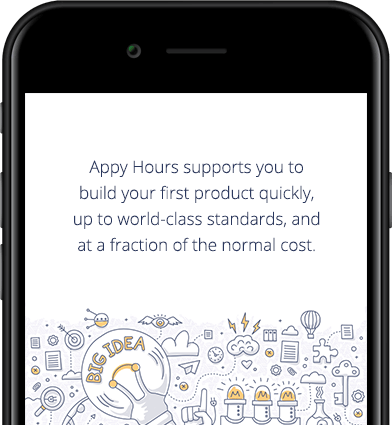 Appy Hours supports you to
build your first product quickly,
up to world-class standards, and
at a fraction of the normal cost.
BIG IDEA
M M M